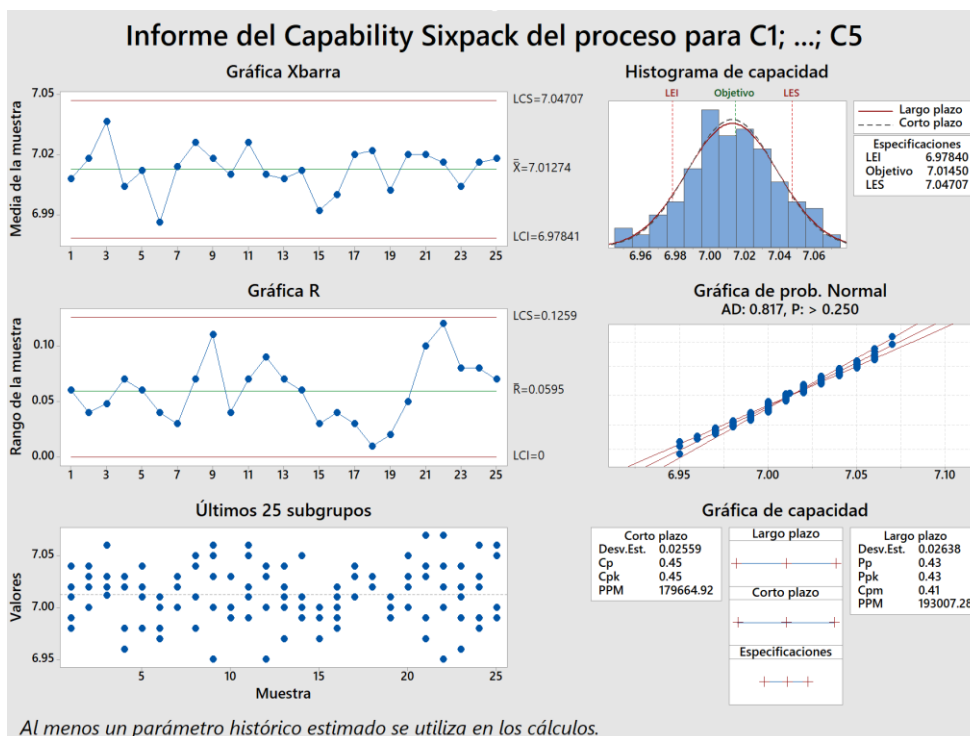 Informe del Capability Sixpack del proceso para C1; ...; C5
Gráfica Xbarra
Media de la muestra
7.05
7.02
6.99
LCS=7.04707
X̿=7.01274
LCI=6.97841
1 3 5 7 9 11 13 15 17 19 21 23 25
Histograma de capacidad
LEI Objetivo LES
6.96 6.98 7.00 7.02 7.04 7.06
Largo plazo
Corto plazo
Especificaciones
LEI 6.97840
Objetivo 7.01450
LES 7.04707
Gráfica R
Rango de la muestra
0.10
0.05
0.00
LCS=0.1259
R̅=0.0595
LCI=0
1 3 5 7 9 11 13 15 17 19 21 23 25
Gráfica de prob. Normal
AD: 0.817, P: > 0.250
6.95 7.00 7.05 7.10
Últimos 25 subgrupos
Valores
7.05
7.00
6.95
5 10 15 20 25
Muestra
Gráfica de capacidad
Corto plazo
Desv.Est. 0.02559
Cp 0.45
Cpk 0.45
PPM 179664.92
Largo plazo
Corto plazo
Especificaciones
Largo plazo
Desv.Est. 0.02638
Pp 0.43
Ppk 0.43
Cpm 0.41
PPM 193007.28
Al menos un parámetro histórico estimado se utiliza en los cálculos.